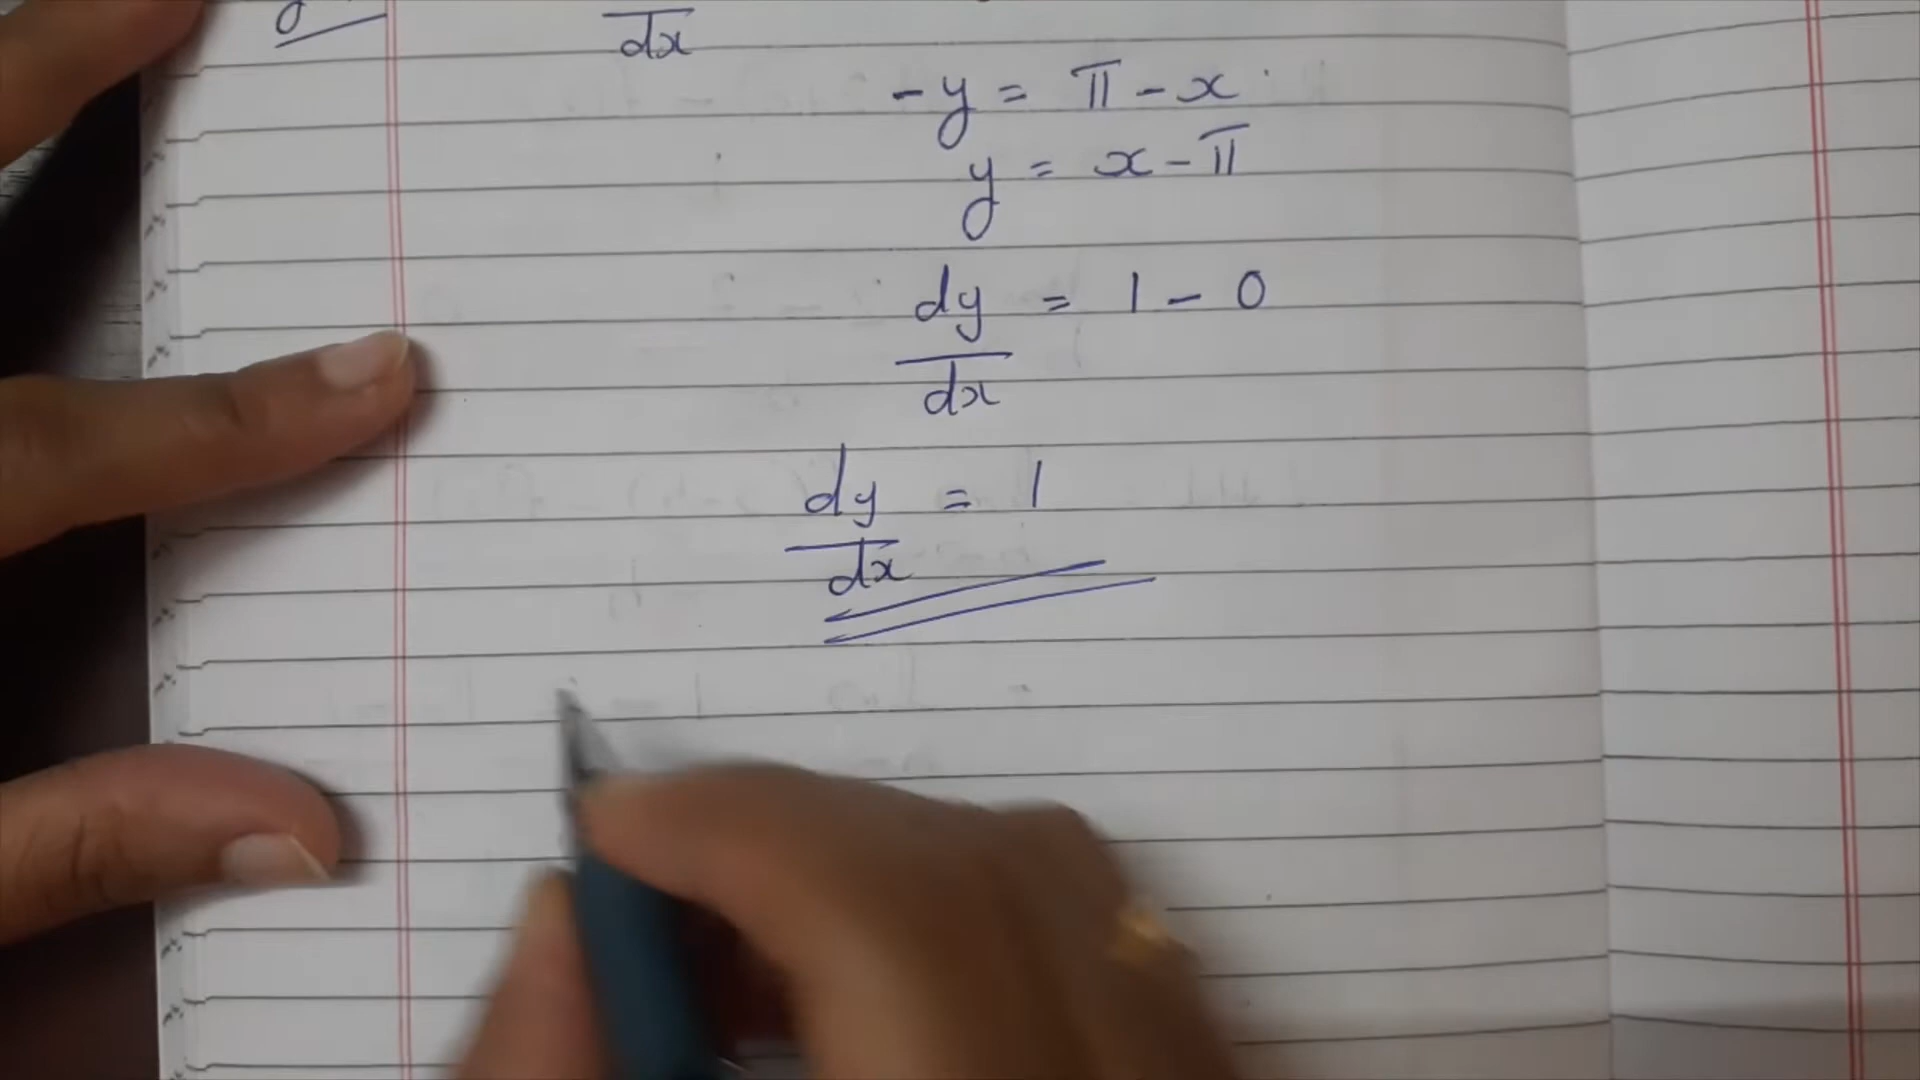 dx
-y = π - x
y = x - π
dy = 1 - 0
dx
dy = 1
dx